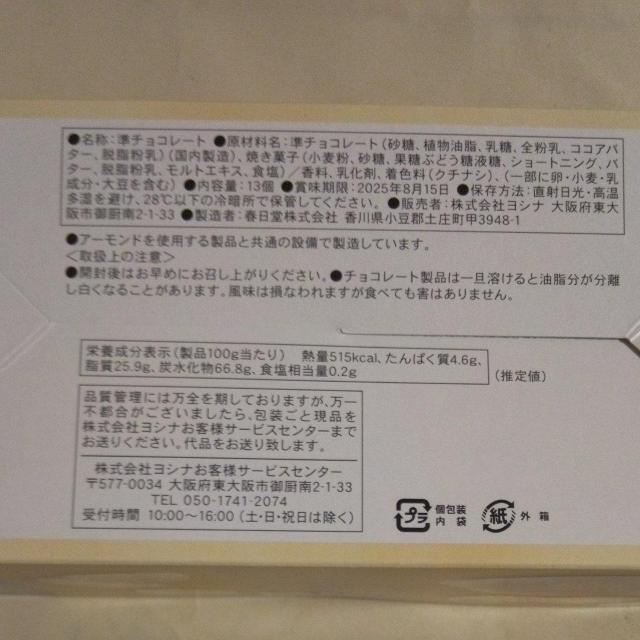 ●名称：準チョコレート ●原材料名：準チョコレート（砂糖、植物油脂、乳糖、全粉乳、ココアバ
ター、脱脂粉乳）（国内製造）、焼き菓子（小麦粉、砂糖、果糖ぶどう糖液糖、ショートニング、バ
ター、脱脂粉乳、モルトエキス、食塩）／香料、乳化剤、着色料（クチナシ）、（一部に卵・小麦・乳
成分・大豆を含む）●内容量：13個 ●賞味期限：2025年8月15日 ●保存方法：直射日光・高温
多湿を避け、28℃以下の冷暗所で保管してください。●販売者：株式会社ヨシナ 大阪府東大
阪市御厨南2-1-33 ●製造者：春日堂株式会社 香川県小豆郡土庄町甲3948-1
●アーモンドを使用する製品と共通の設備で製造しています。
＜取扱上の注意＞
●開封後はお早めにお召し上がりください。●チョコレート製品は一旦溶けると油脂分が分離
し白くなることがあります。風味は損なわれますが食べても害はありません。
栄養成分表示（製品100g当たり） 熱量515kcal、たんぱく質4.6g、
脂質25.9g、炭水化物66.8g、食塩相当量0.2g
（推定値）
品質管理には万全を期しておりますが、万一
不都合がございましたら、包装ごと現品を
株式会社ヨシナお客様サービスセンターまで
お送りください。代品をお送り致します。
株式会社ヨシナお客様サービスセンター
〒577-0034 大阪府東大阪市御厨南2-1-33
TEL 050-1741-2074
受付時間 10:00～16:00（土・日・祝日は除く）
プラ 個包装
内 袋
紙 外 箱